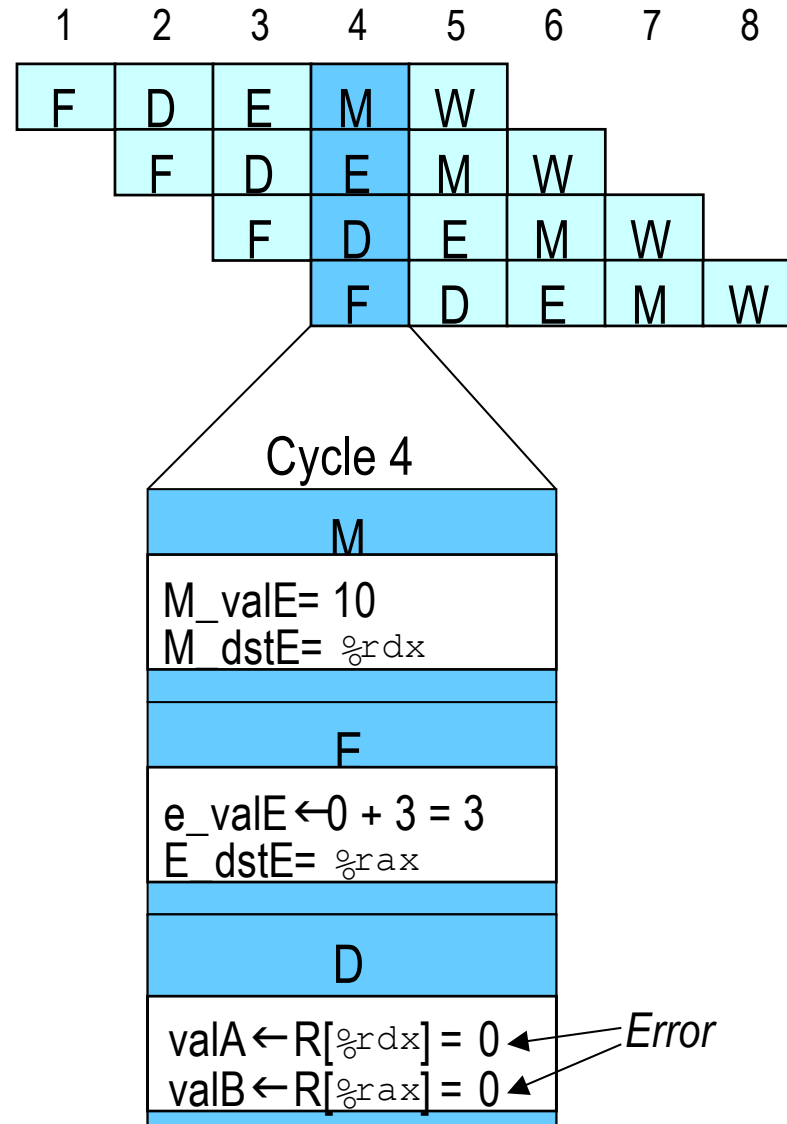 1 2 3 4 5 6 7 8
F D E M W
F D E M W
F D E M W
F D E M W
Cycle 4
M
M_valE= 10
M_dstE= %rdx
E
e_valE ←0 + 3 = 3
E_dstE= %rax
D
valA ← R[%rdx] = 0
Error
valB ← R[%rax] = 0